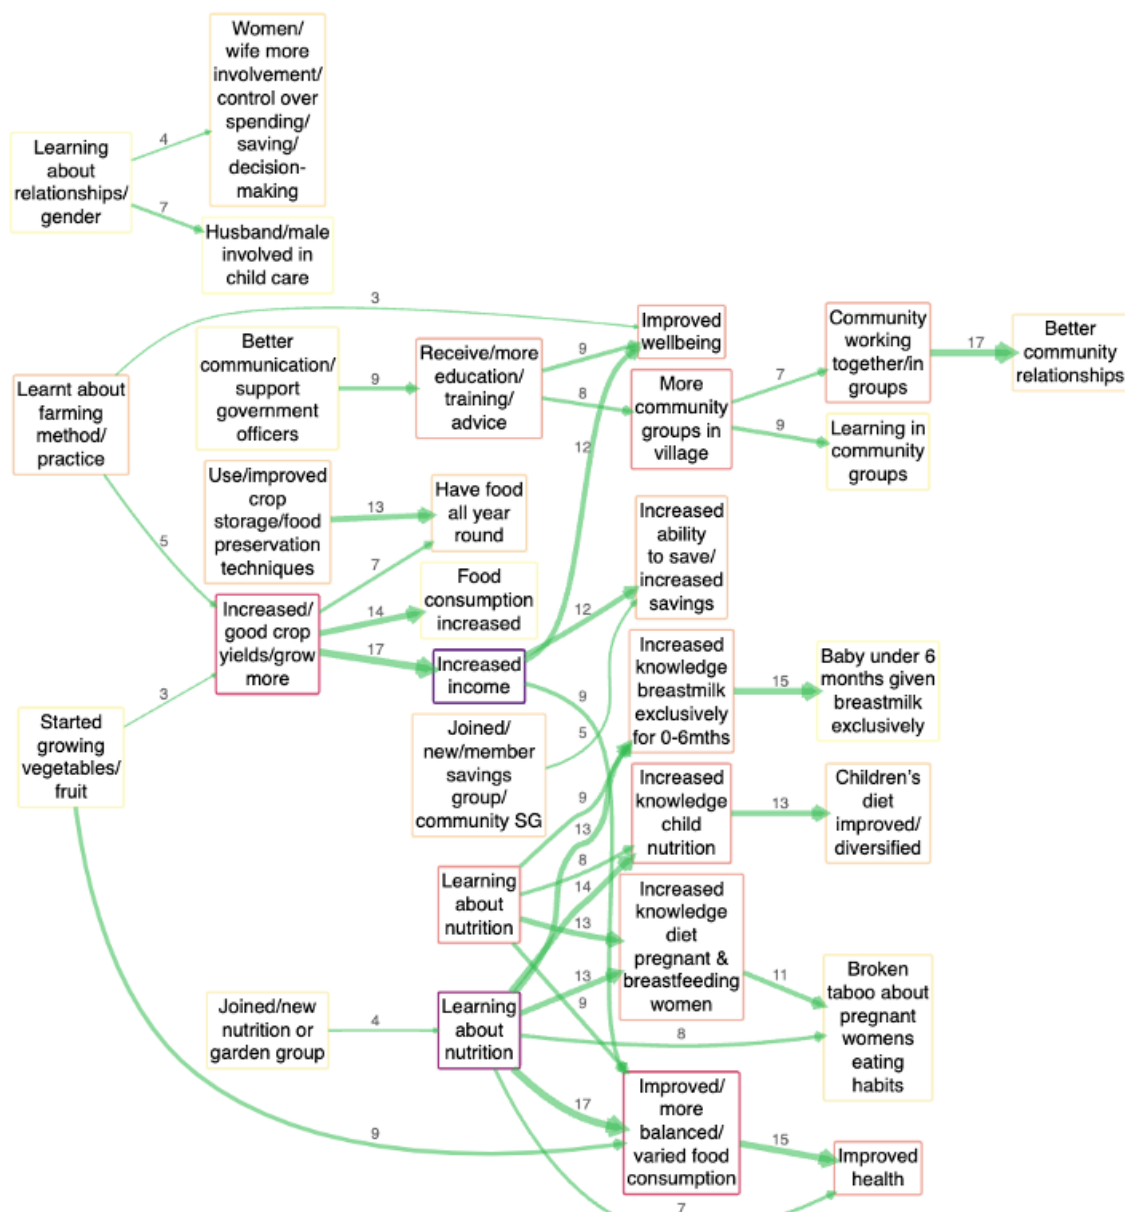 Women/
wife more
involvement/
control over
spending/
saving/
decision-
making
Learning
about
relationships/
gender
4
7
Husband/male
involved in
child care
3
Improved
wellbeing
Community
working
together/in
groups
17
Better
community
relationships
Better
communication/
support
government
officers
9
Receive/more
education/
training/
advice
9
8
More
community
groups in
village
7
9
Learning in
community
groups
Learnt about
farming
method/
practice
5
12
Use/improved
crop
storage/food
preservation
techniques
13
Have food
all year
round
7
Increased
ability
to save/
increased
savings
Food
consumption
increased
14
Increased/
good crop
yields/grow
more
17
Increased
income
12
9
Increased
knowledge
breastmilk
exclusively
for 0-6mths
15
Baby under 6
months given
breastmilk
exclusively
3
Started
growing
vegetables/
fruit
Joined/
new/member
savings
group/
community SG
5
9
13
Increased
knowledge
child
nutrition
13
Children's
diet
improved/
diversified
8
14
Learning
about
nutrition
13
Increased
knowledge
diet
pregnant &
breastfeeding
women
11
Broken
taboo about
pregnant
womens
eating
habits
13
9
8
Joined/new
nutrition or
garden group
4
Learning
about
nutrition
17
Improved/
more
balanced/
varied food
consumption
15
Improved
health
9
7